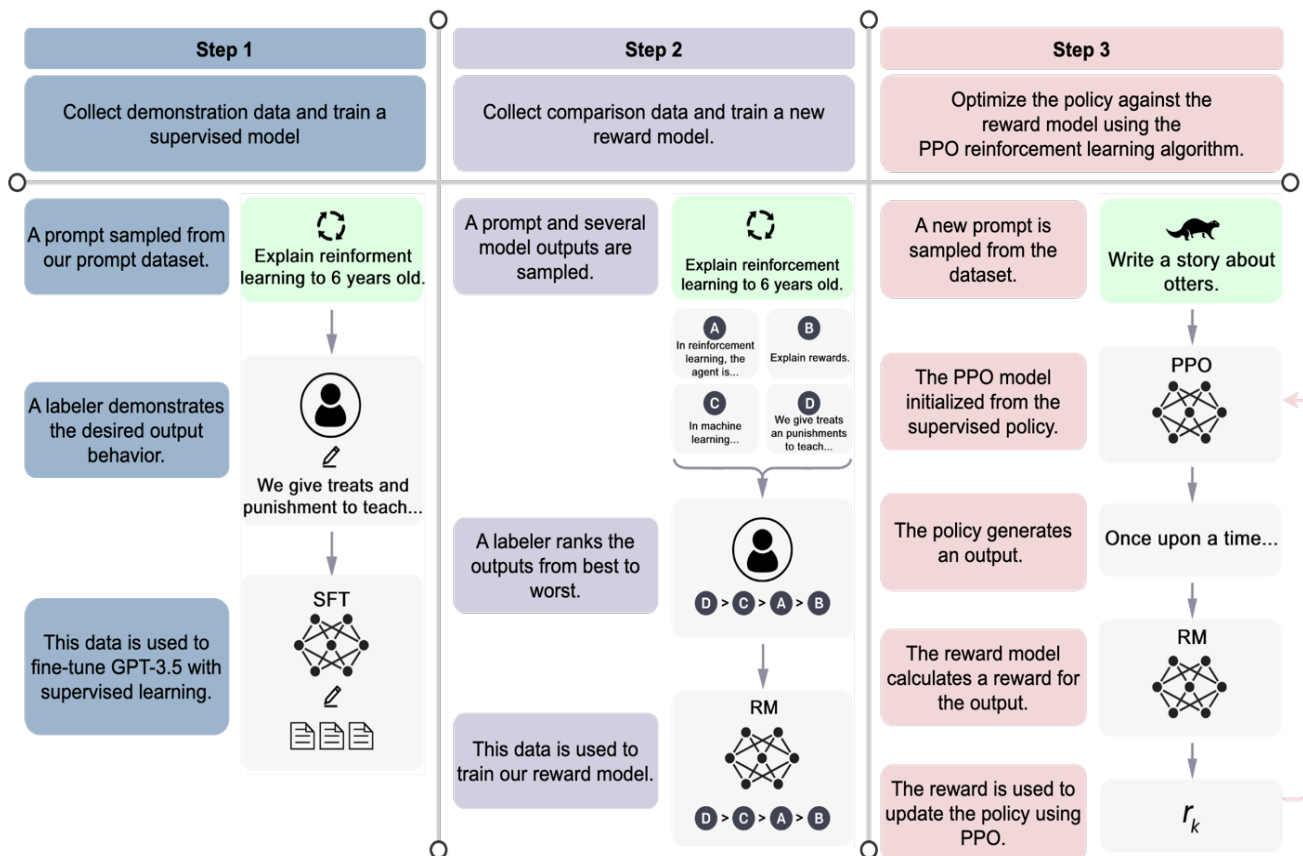 Step 1
Collect demonstration data and train a
supervised model
A prompt sampled from
our prompt dataset.
Explain reinforment
learning to 6 years old.
A labeler demonstrates
the desired output
behavior.
We give treats and
punishment to teach...
This data is used to
fine-tune GPT-3.5 with
supervised learning.
SFT
Step 2
Collect comparison data and train a new
reward model.
A prompt and several
model outputs are
sampled.
Explain reinforcement
learning to 6 years old.
A
In reinforcement
learning, the
agent is...
B
Explain rewards.
C
In machine
learning...
D
We give treats
an punishments
to teach...
A labeler ranks the
outputs from best to
worst.
D > C > A > B
This data is used to
train our reward model.
RM
D > C > A > B
Step 3
Optimize the policy against the
reward model using the
PPO reinforcement learning algorithm.
A new prompt is
sampled from the
dataset.
Write a story about
otters.
The PPO model
initialized from the
supervised policy.
PPO
The policy generates
an output.
Once upon a time...
The reward model
calculates a reward for
the output.
RM
The reward is used to
update the policy using
PPO.
r_k